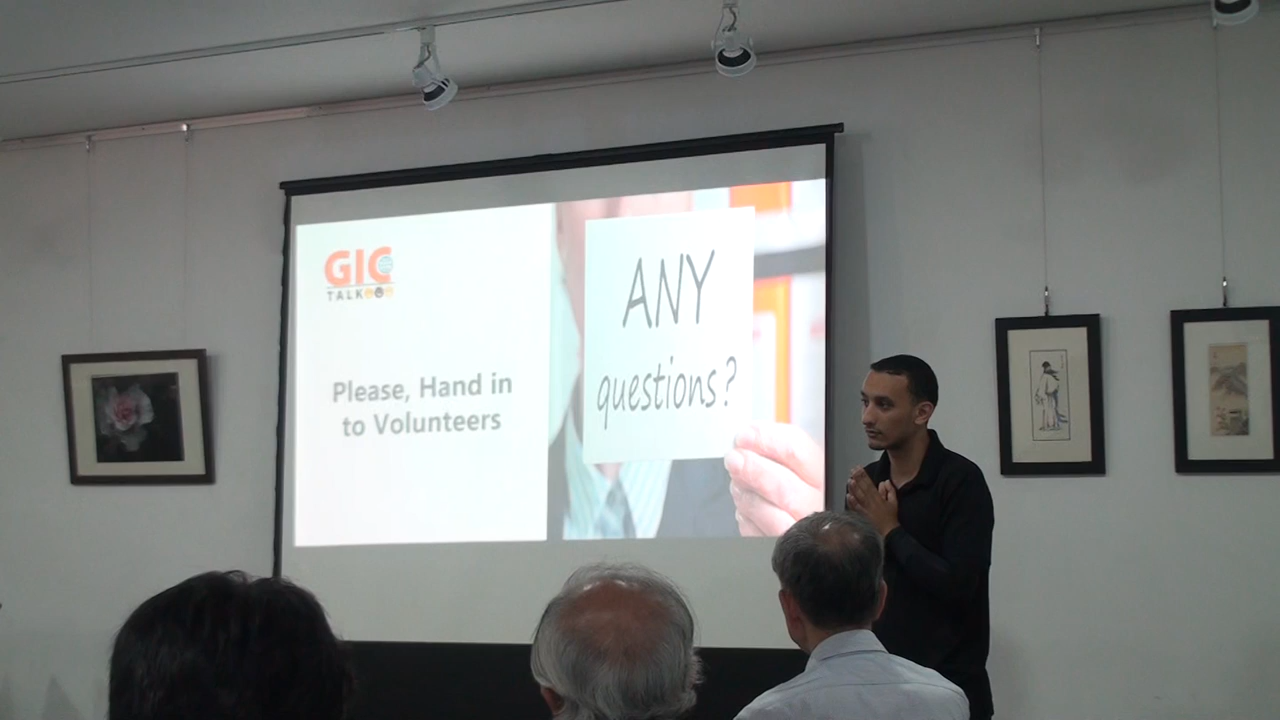 GIC
TALK
Please, Hand in
to Volunteers
ANY
questions?